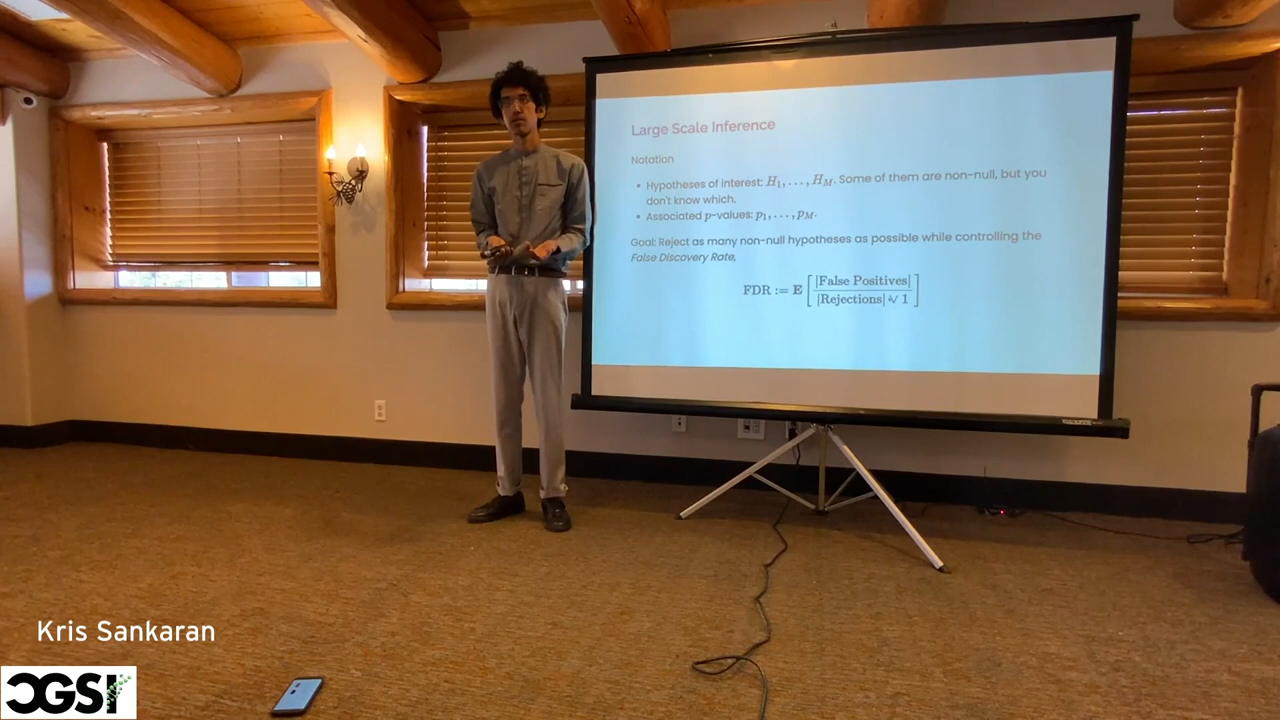 Large Scale Inference
Notation
• Hypotheses of interest: H₁, . . . , H_M. Some of them are non-null, but you
don't know which.
• Associated p-values: p₁, . . . , p_M.
Goal: Reject as many non-null hypotheses as possible while controlling the
False Discovery Rate,
FDR := E [ |False Positives| / |Rejections| ∨ 1 ]
Kris Sankaran
CGSI